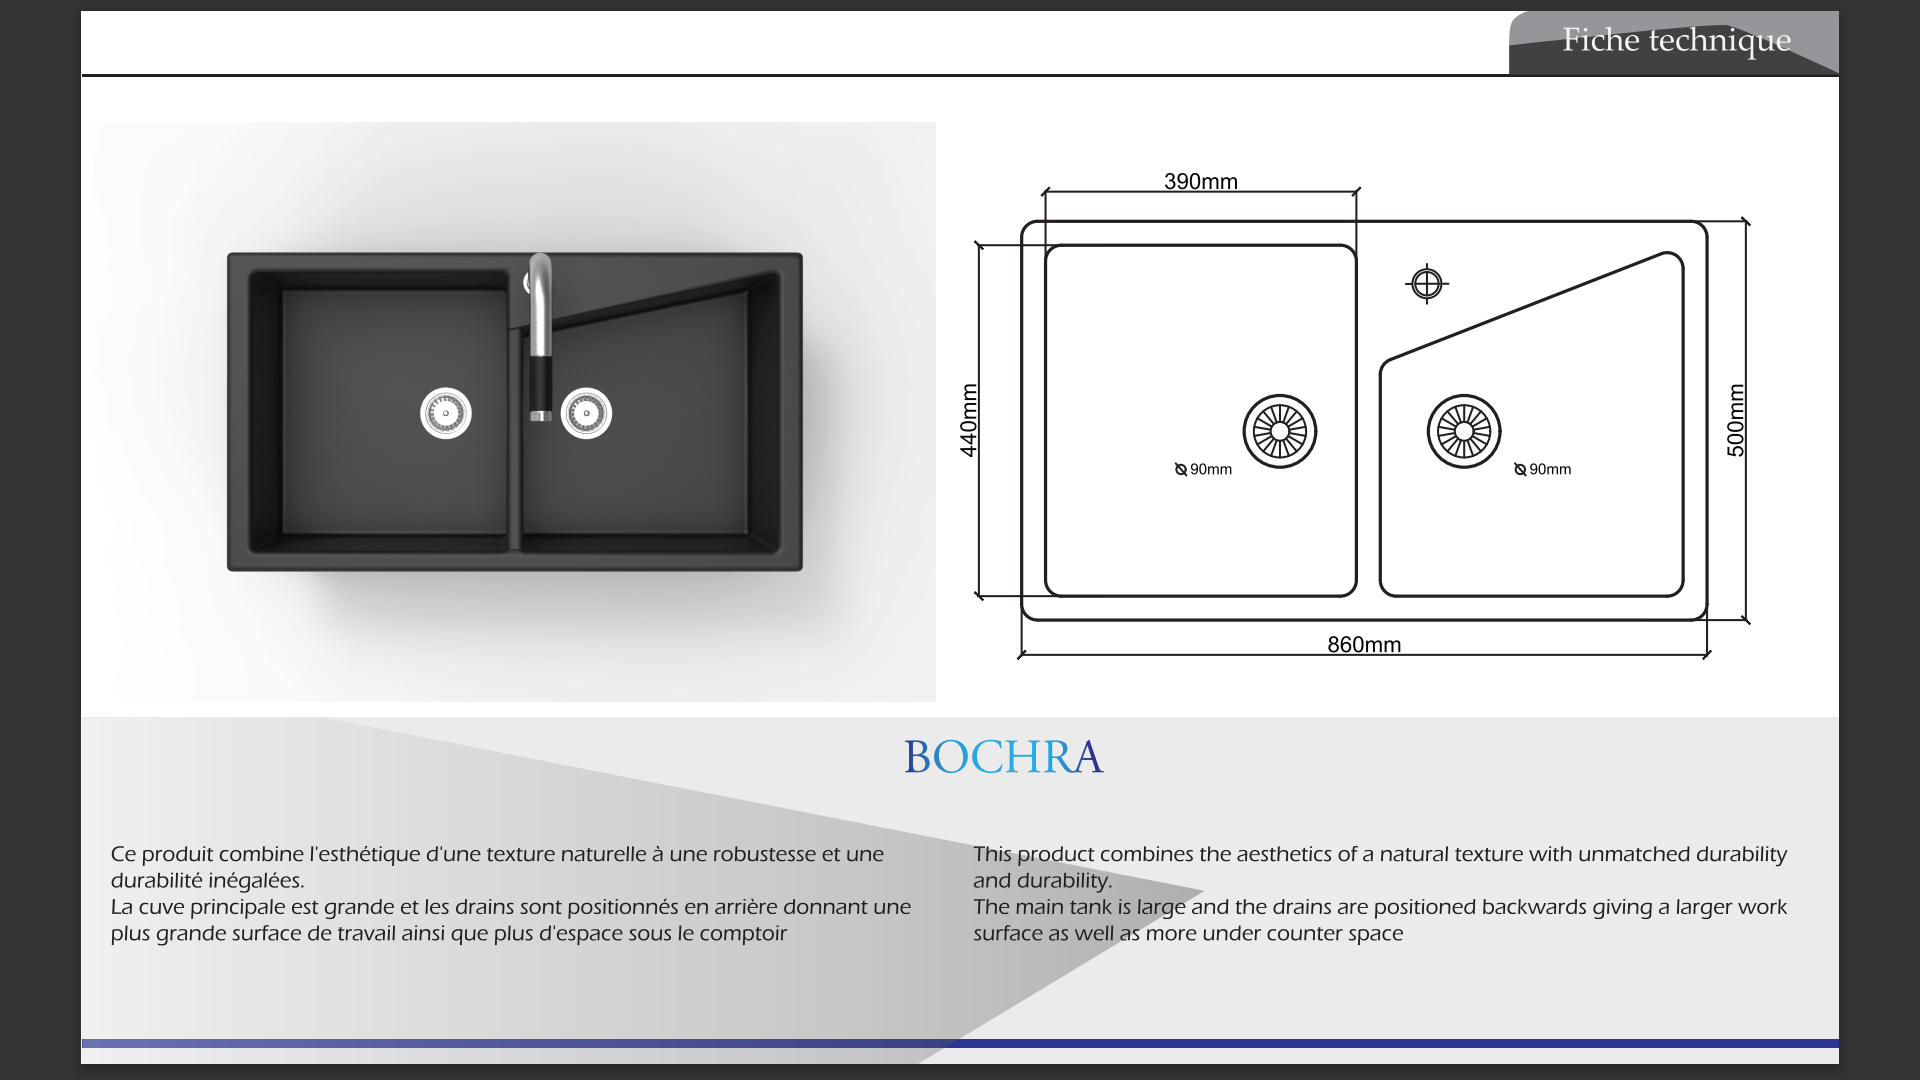 Fiche technique
390mm
440mm
500mm
90mm
90mm
860mm
BOCHRA
Ce produit combine l'esthétique d'une texture naturelle à une robustesse et une
durabilité inégalées.
La cuve principale est grande et les drains sont positionnés en arrière donnant une
plus grande surface de travail ainsi que plus d'espace sous le comptoir
This product combines the aesthetics of a natural texture with unmatched durability
and durability.
The main tank is large and the drains are positioned backwards giving a larger work
surface as well as more under counter space